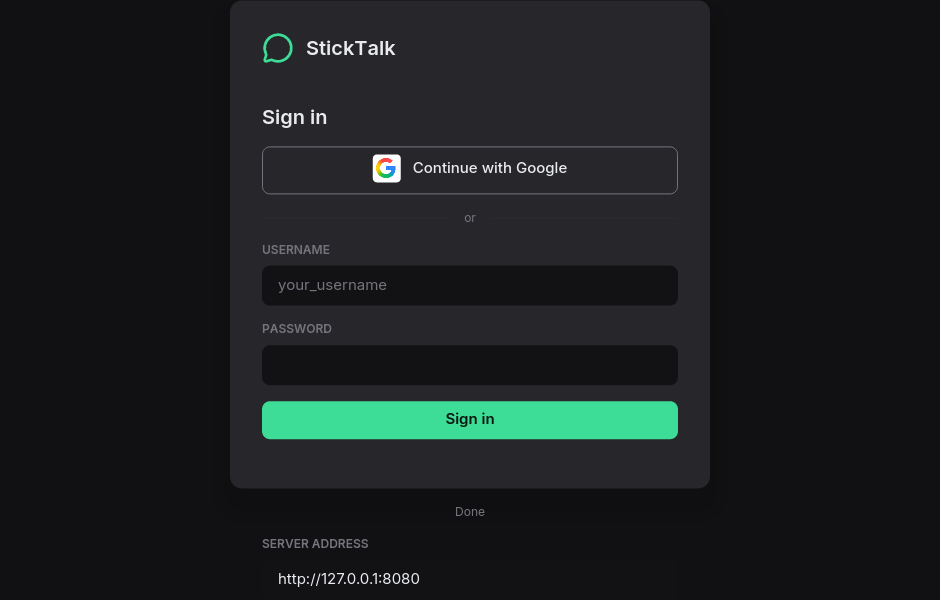 StickTalk
Sign in
Continue with Google
or
USERNAME
your_username
PASSWORD
Sign in
Done
SERVER ADDRESS
http://127.0.0.1:8080